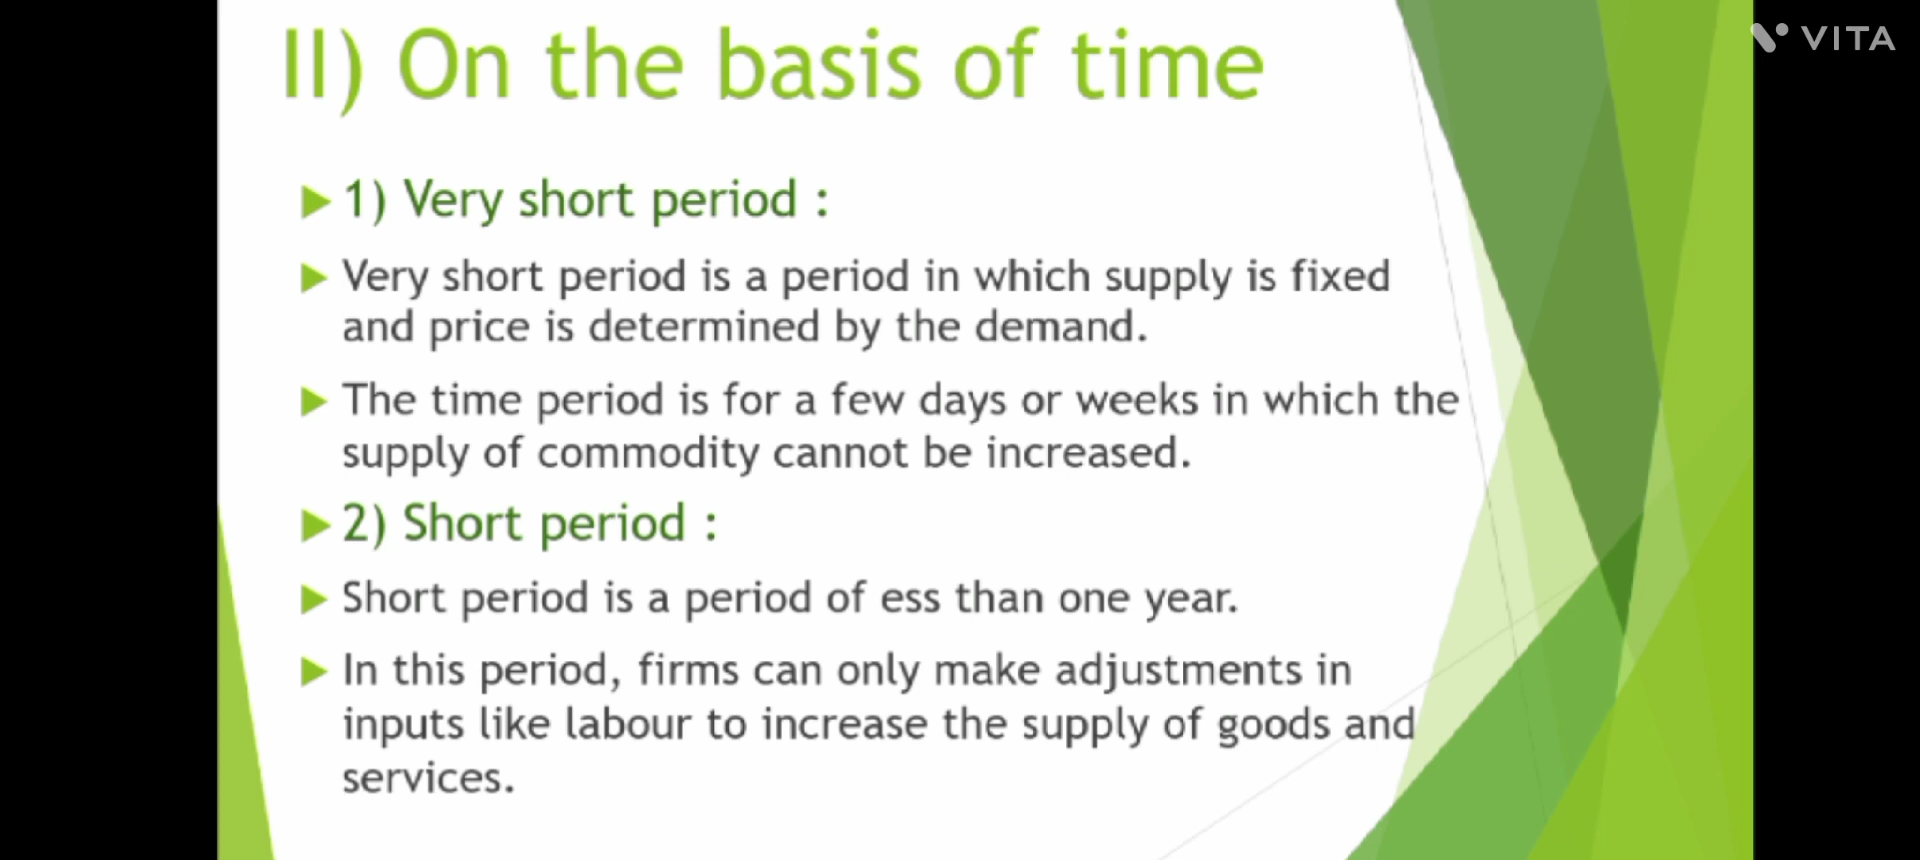 II) On the basis of time
VITA
1) Very short period :
Very short period is a period in which supply is fixed
and price is determined by the demand.
The time period is for a few days or weeks in which the
supply of commodity cannot be increased.
2) Short period :
Short period is a period of ess than one year.
In this period, firms can only make adjustments in
inputs like labour to increase the supply of goods and
services.